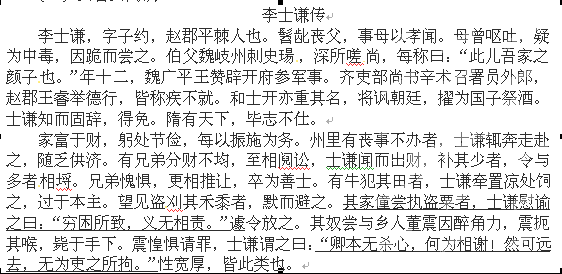 李士谦传
李士谦，字子约，赵郡平棘人也。髫龀丧父，事母以孝闻。母曾呕吐，疑
为中毒，因跪而尝之。伯父魏岐州刺史瑒，深所嗟尚，每称曰：“此儿吾家之
颜子也。”年十二，魏广平王赞辟开府参军事。齐吏部尚书辛术召署员外郎，
赵郡王睿举德行，皆称疾不就。和士开亦重其名，将讽朝廷，擢为国子祭酒。
士谦知而固辞，得免。隋有天下，毕志不仕。
家富于财，躬处节俭，每以振施为务。州里有丧事不办者，士谦辄奔走赴
之，随乏供济。有兄弟分财不均，至相阋讼，士谦闻而出财，补其少者，令与
多者相埒。兄弟愧惧，更相推让，卒为善士。有牛犯其田者，士谦牵置凉处饲
之，过于本主。望见盗刈其禾黍者，默而避之。其家僮尝执盗粟者，士谦慰谕
之曰：“穷困所致，义无相责。”遽令放之。其奴尝与乡人董震因醉角力，震扼
其喉，毙于手下。震惶惧请罪，士谦谓之曰：“卿本无杀心，何为相谢！然可远
去，无为吏之所拘。”性宽厚，皆此类也。